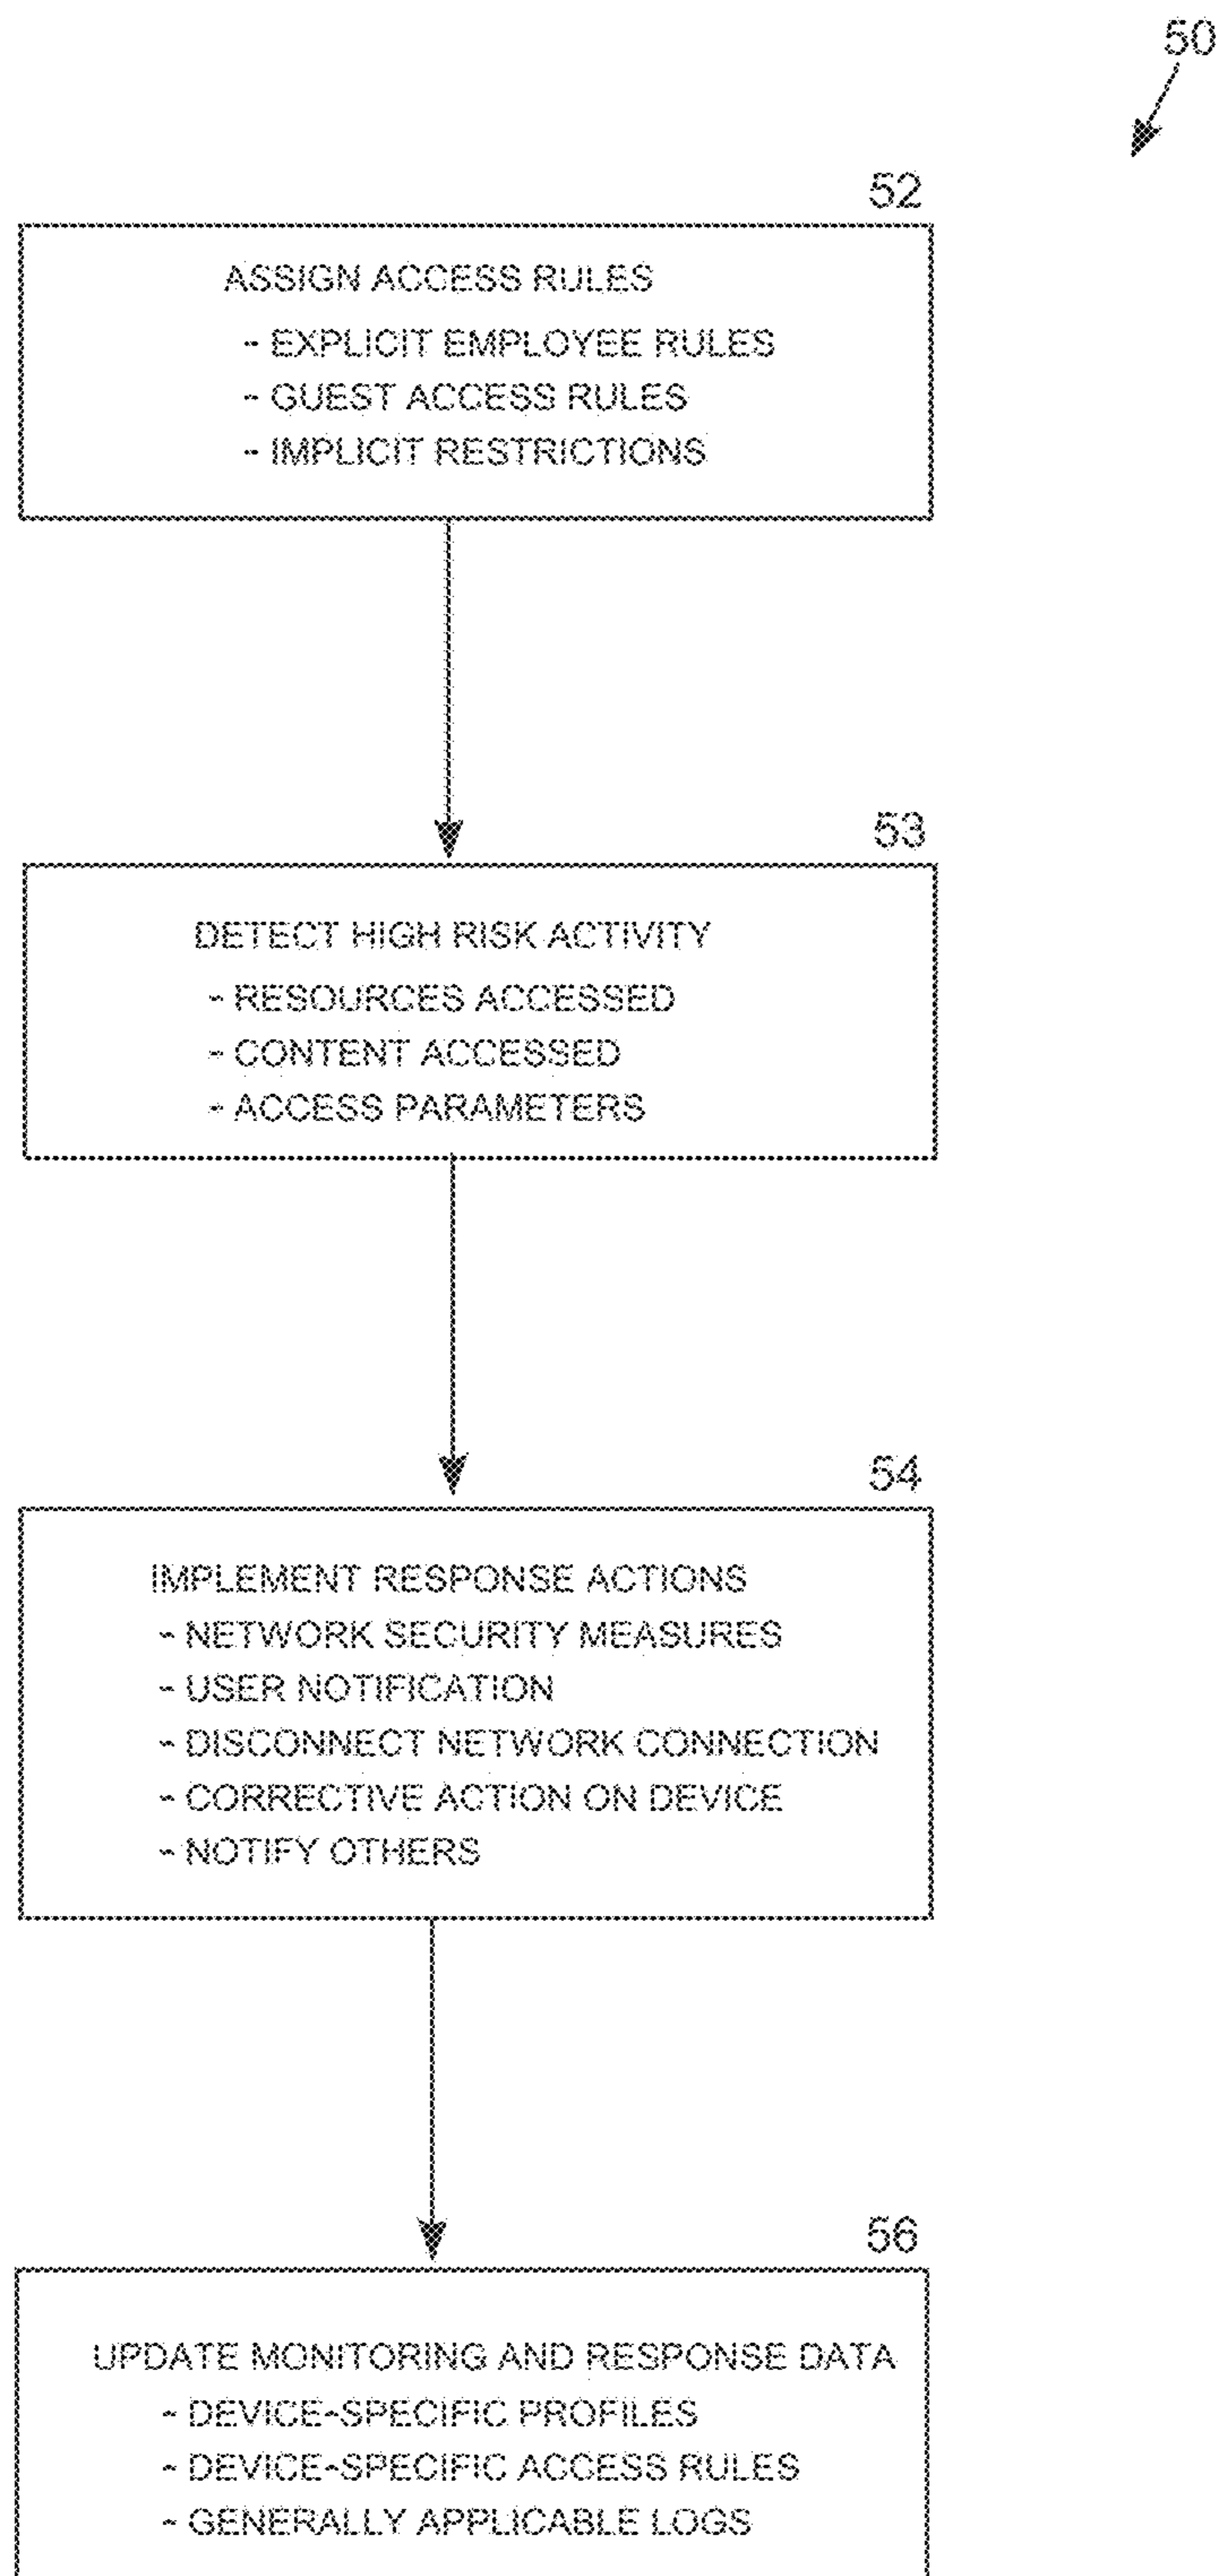 50
52
ASSIGN ACCESS RULES
- EXPLICIT EMPLOYEE RULES
- GUEST ACCESS RULES
- IMPLICIT RESTRICTIONS
53
DETECT HIGH RISK ACTIVITY
- RESOURCES ACCESSED
- CONTENT ACCESSED
- ACCESS PARAMETERS
54
IMPLEMENT RESPONSE ACTIONS
- NETWORK SECURITY MEASURES
- USER NOTIFICATION
- DISCONNECT NETWORK CONNECTION
- CORRECTIVE ACTION ON DEVICE
- NOTIFY OTHERS
56
UPDATE MONITORING AND RESPONSE DATA
- DEVICE-SPECIFIC PROFILES
- DEVICE-SPECIFIC ACCESS RULES
- GENERALLY APPLICABLE LOGS